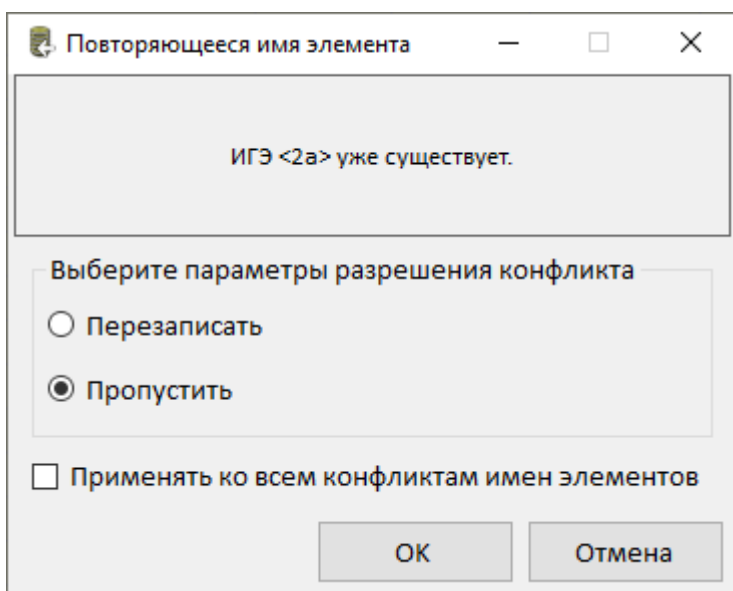 Повторяющееся имя элемента
ИГЭ <2а> уже существует.
Выберите параметры разрешения конфликта
Перезаписать
Пропустить
Применять ко всем конфликтам имен элементов
ОК
Отмена